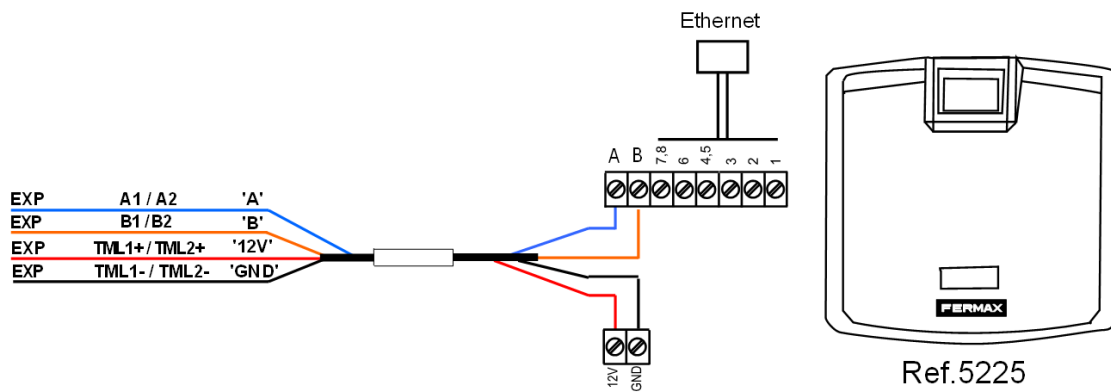 Ethernet
A B 7,8 6 4,5 3 2 1
EXP A1 / A2 'A'
EXP B1 / B2 'B'
EXP TML1+ / TML2+ '12V'
EXP TML1- / TML2- 'GND'
12V GND
FERMAX
Ref.5225